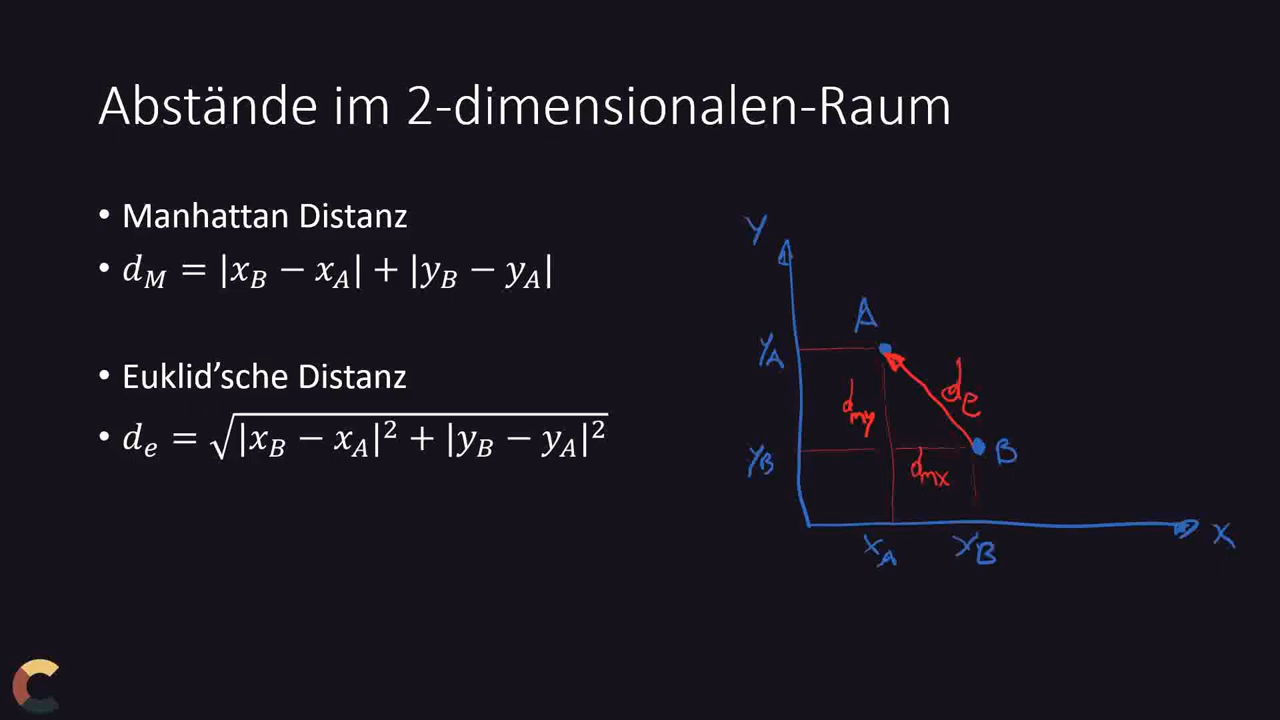 Abstände im 2-dimensionalen-Raum
• Manhattan Distanz
• d_M = |x_B − x_A| + |y_B − y_A|
• Euklid’sche Distanz
• d_e = √(|x_B − x_A|² + |y_B − y_A|²)
Y
A
Y_A
d_e
d_my
Y_B
B
d_mx
X
X_A
X_B